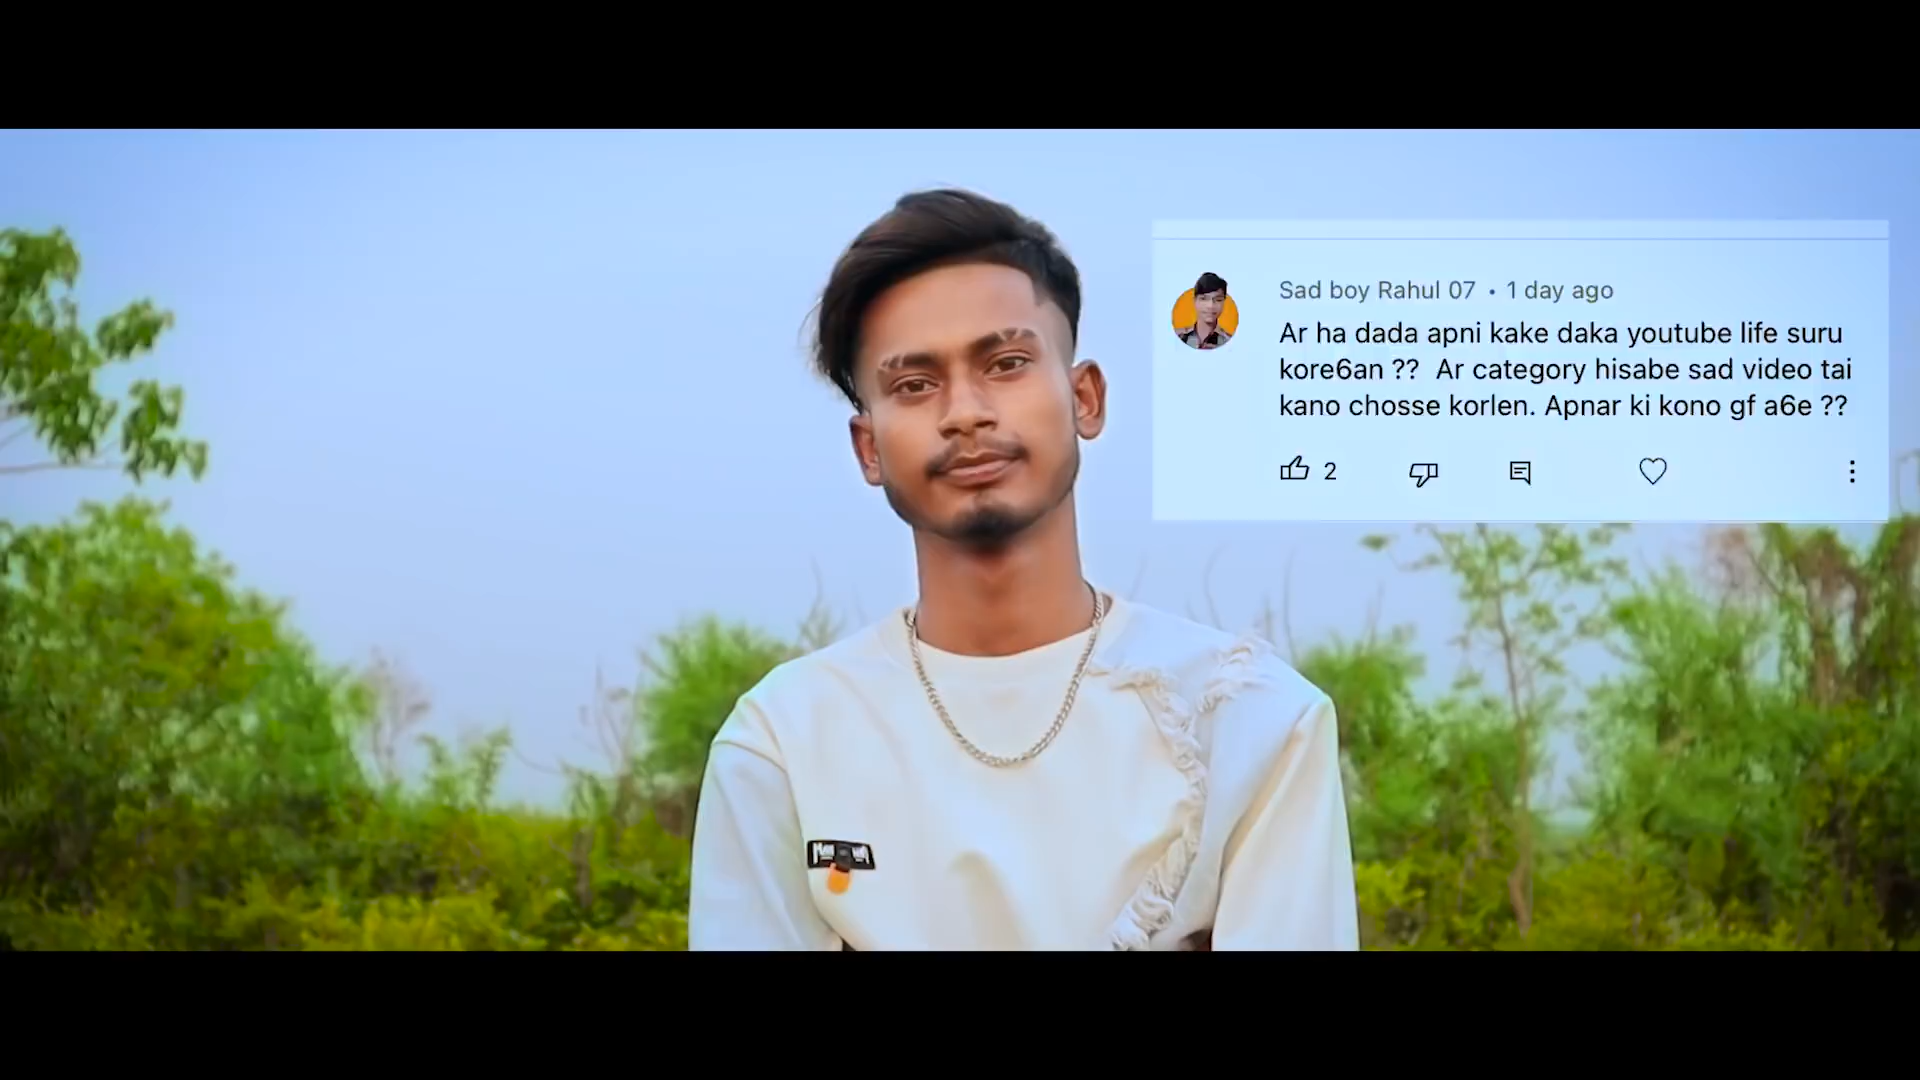 Sad boy Rahul 07 • 1 day ago
Ar ha dada apni kake daka youtube life suru
kore6an ?? Ar category hisabe sad video tai
kano chosse korlen. Apnar ki kono gf a6e ??
2